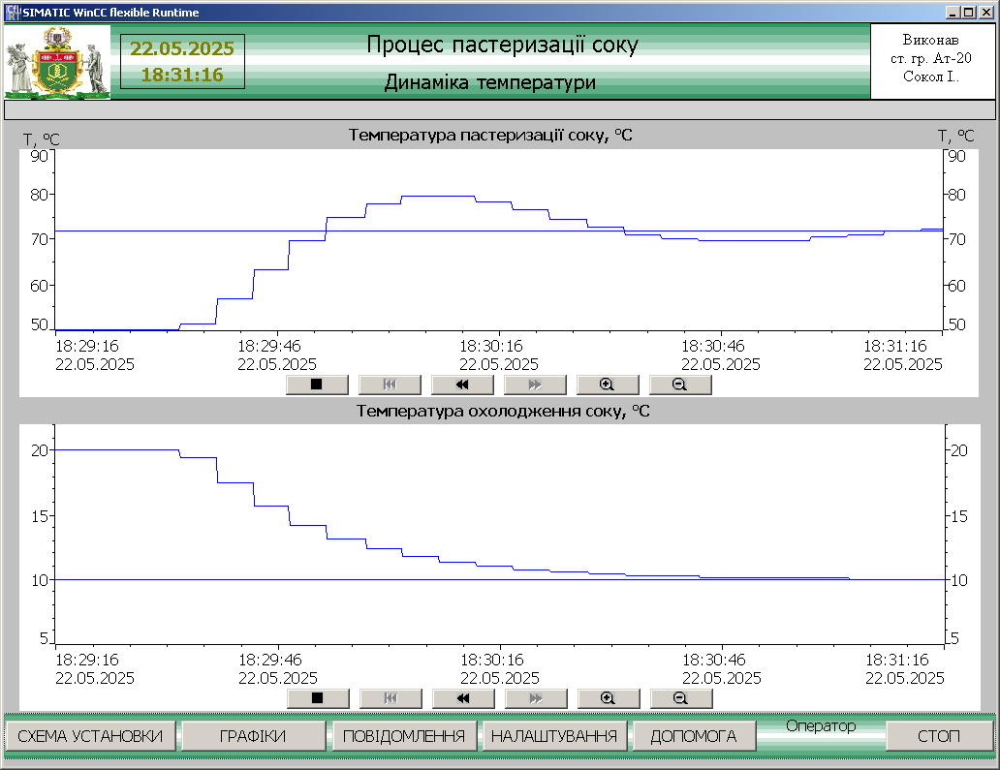 SIMATIC WinCC flexible Runtime
22.05.2025
18:31:16
Процес пастеризації соку
Динаміка температури
Виконав
ст. гр. Ат-20
Сокол І..
Температура пастеризації соку, °C
T, °C
T, °C
90
80
70
60
50
90
80
70
60
50
18:29:16 18:29:46 18:30:16 18:30:46 18:31:16
22.05.2025 22.05.2025 22.05.2025 22.05.2025 22.05.2025
Температура охолодження соку, °C
20
15
10
5
20
15
10
5
18:29:16 18:29:46 18:30:16 18:30:46 18:31:16
22.05.2025 22.05.2025 22.05.2025 22.05.2025 22.05.2025
СХЕМА УСТАНОВКИ ГРАФІКИ ПОВІДОМЛЕННЯ НАЛАШТУВАННЯ ДОПОМОГА Оператор СТОП